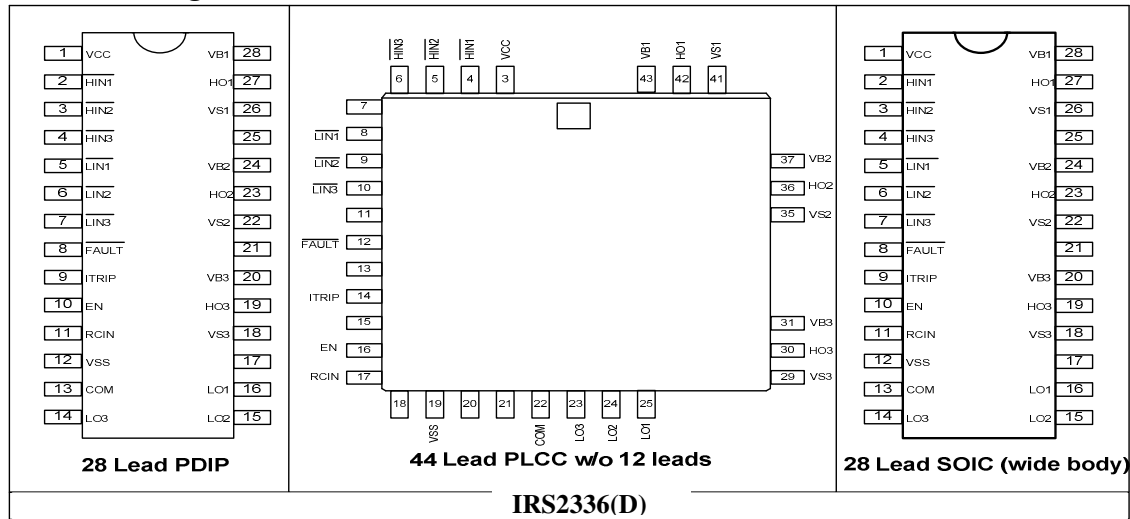 1 VCC VB1 28
2 HIN1 HO1 27
3 HIN2 VS1 26
4 HIN3 25
5 LIN1 VB2 24
6 LIN2 HO2 23
7 LIN3 VS2 22
8 FAULT 21
9 ITRIP VB3 20
10 EN HO3 19
11 RCIN VS3 18
12 VSS 17
13 COM LO1 16
14 LO3 LO2 15
28 Lead PDIP
HIN3 HIN2 HIN1 VCC VB1 HO1 VS1
6 5 4 3 43 42 41
7
LIN1 8
LIN2 9 37 VB2
LIN3 10 36 HO2
11 35 VS2
FAULT 12
13
ITRIP 14
15 31 VB3
EN 16 30 HO3
RCIN 17 29 VS3
18 19 20 21 22 23 24 25
VSS COM LO3 LO2 LO1
44 Lead PLCC w/o 12 leads
1 VCC VB1 28
2 HIN1 HO1 27
3 HIN2 VS1 26
4 HIN3 25
5 LIN1 VB2 24
6 LIN2 HO2 23
7 LIN3 VS2 22
8 FAULT 21
9 ITRIP VB3 20
10 EN HO3 19
11 RCIN VS3 18
12 VSS 17
13 COM LO1 16
14 LO3 LO2 15
28 Lead SOIC (wide body)
IRS2336(D)